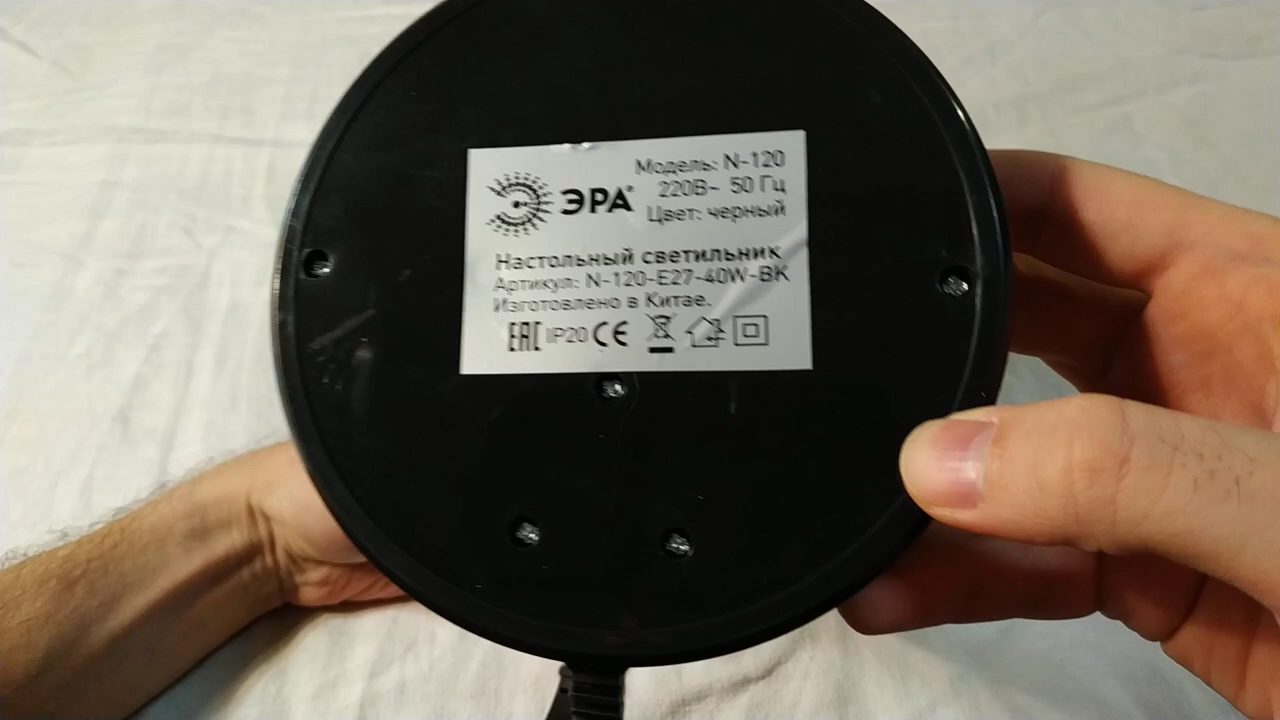 ЭРА
Модель: N-120
220В~ 50 Гц
Цвет: черный
Настольный светильник
Артикул: N-120-E27-40W-BK
Изготовлено в Китае.
EAC IP20 CE